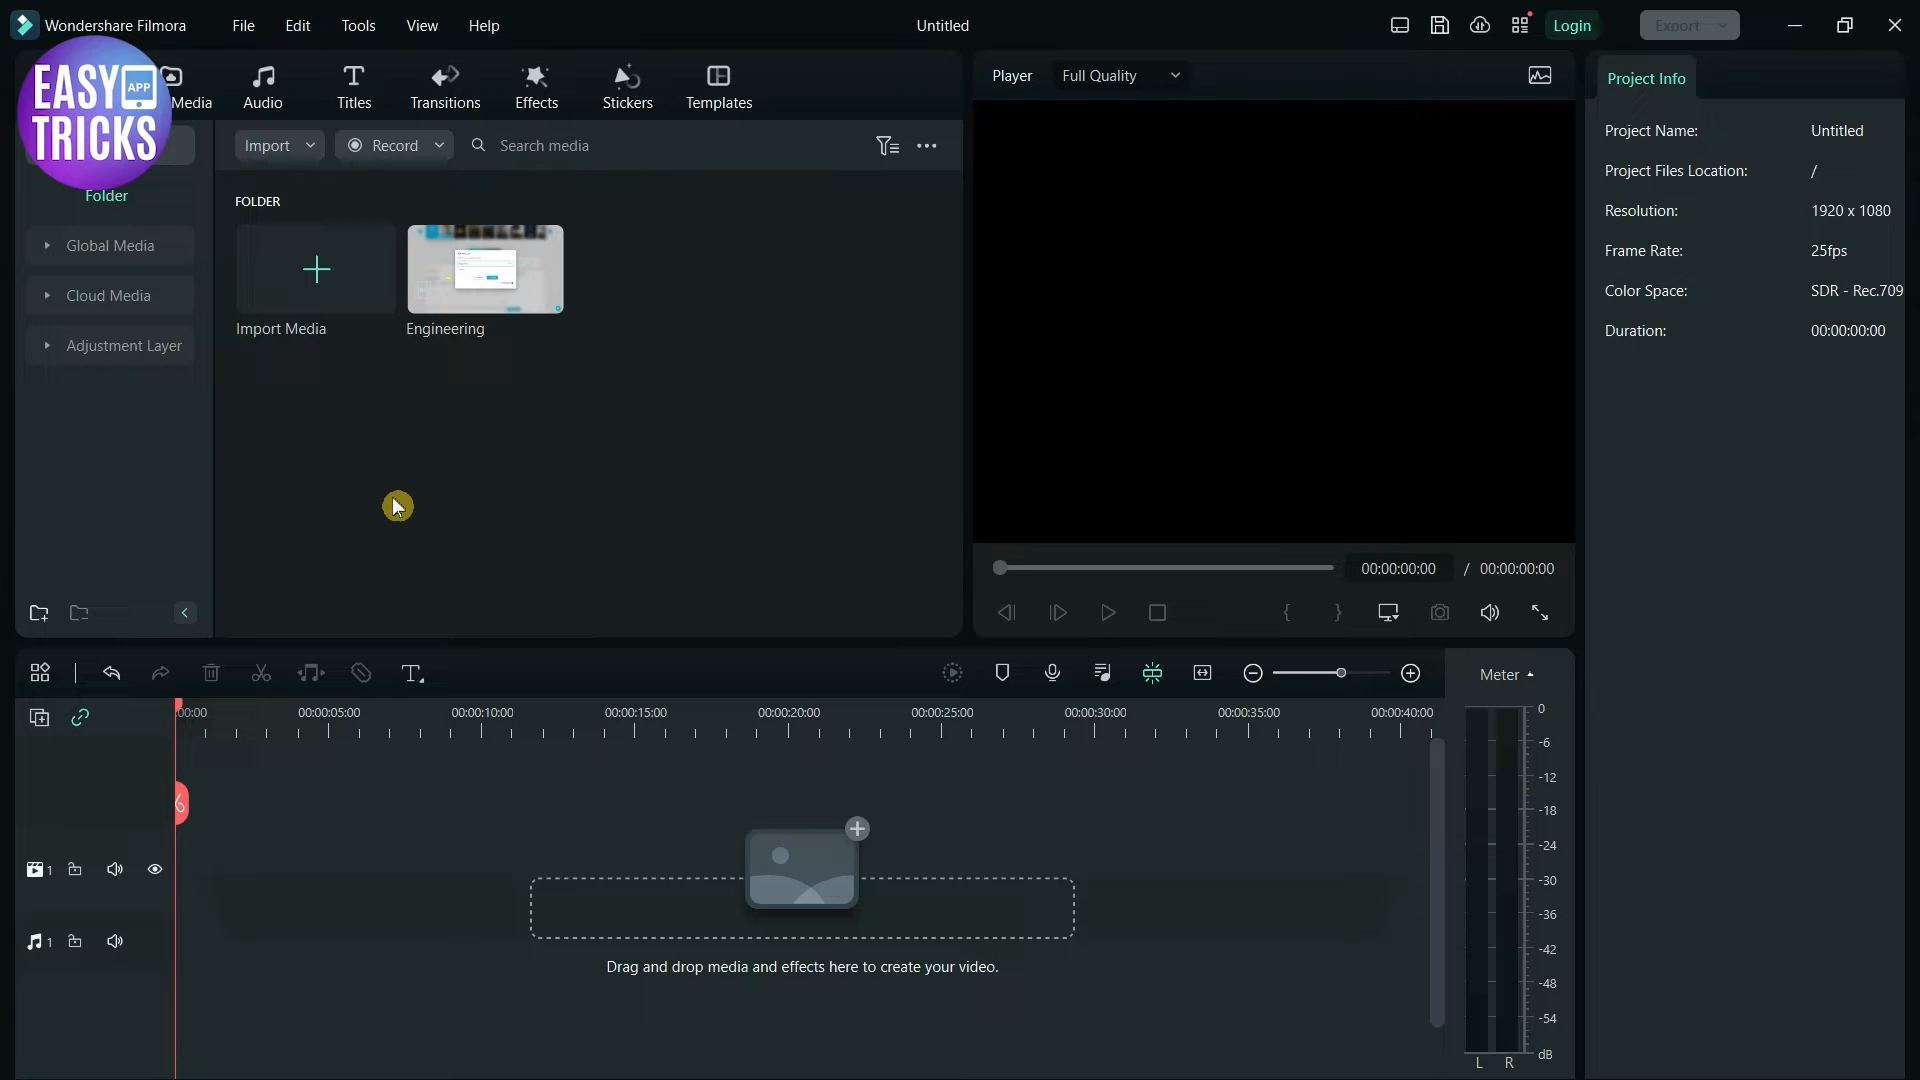 Wondershare Filmora
File
Edit
Tools
View
Help
Untitled
Login
Export
EASY APP
TRICKS
Media
Audio
Titles
Transitions
Effects
Stickers
Templates
Player
Full Quality
Project Info
Import
Record
Search media
Folder
Global Media
Cloud Media
Adjustment Layer
FOLDER
Import Media
Engineering
Project Name:
Untitled
Project Files Location:
/
Resolution:
1920 x 1080
Frame Rate:
25fps
Color Space:
SDR - Rec.709
Duration:
00:00:00:00
00:00:00:00 / 00:00:00:00
{ }
Meter
:00:00
00:00:05:00
00:00:10:00
00:00:15:00
00:00:20:00
00:00:25:00
00:00:30:00
00:00:35:00
00:00:40:00
1
1
Drag and drop media and effects here to create your video.
0
-6
-12
-18
-24
-30
-36
-42
-48
-54
dB
L R